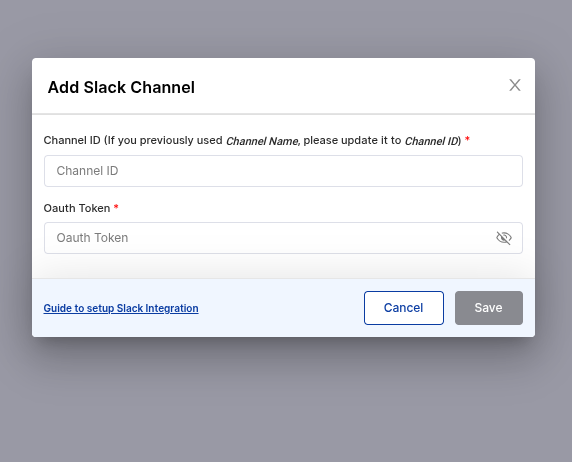 Add Slack Channel
Channel ID (If you previously used Channel Name, please update it to Channel ID) *
Channel ID
Oauth Token *
Oauth Token
Guide to setup Slack Integration
Cancel
Save